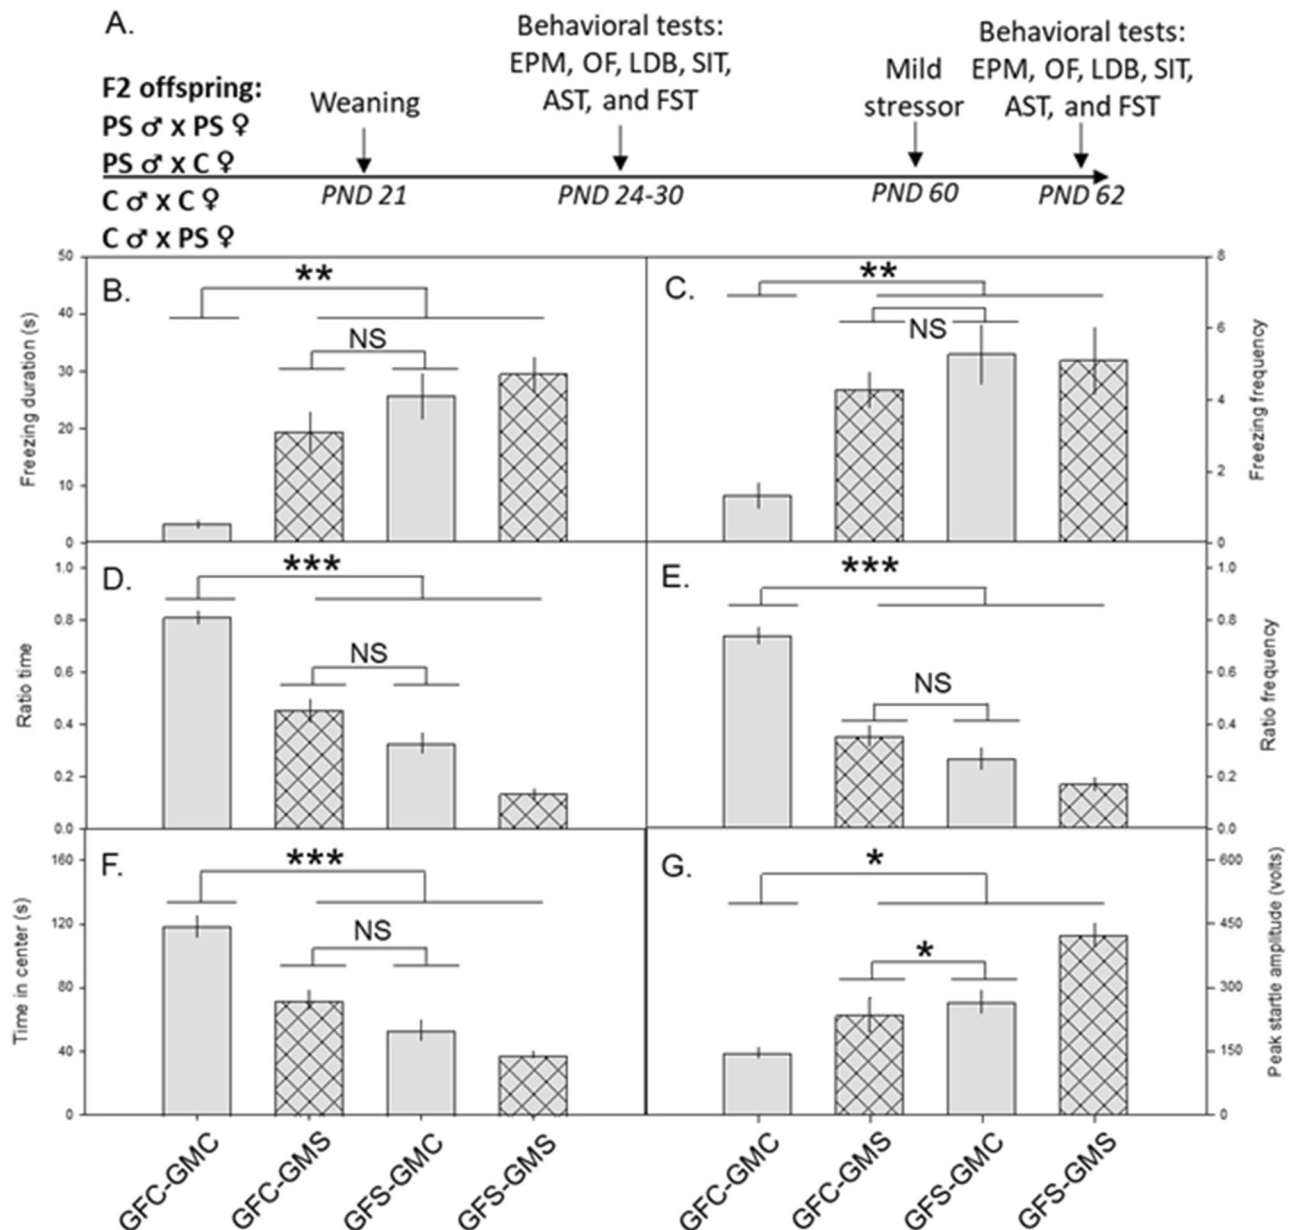 A.
F2 offspring:
PS ♂ x PS ♀
PS ♂ x C ♀
C ♂ x C ♀
C ♂ x PS ♀
Weaning
Behavioral tests:
EPM, OF, LDB, SIT,
AST, and FST
Mild
stressor
Behavioral tests:
EPM, OF, LDB, SIT,
AST, and FST
PND 21
PND 24-30
PND 60
PND 62
B.
**
NS
Freezing duration (s)
50
40
30
20
10
0
C.
**
NS
Freezing frequency
8
6
4
2
0
D.
***
NS
Ratio time
1.0
0.8
0.6
0.4
0.2
0.0
E.
***
NS
Ratio frequency
1.0
0.8
0.6
0.4
0.2
0.0
F.
***
NS
Time in center (s)
160
120
80
40
0
G.
*
*
Peak startle amplitude (volts)
600
450
300
150
0
GFC-GMC
GFC-GMS
GFS-GMC
GFS-GMS
GFC-GMC
GFC-GMS
GFS-GMC
GFS-GMS